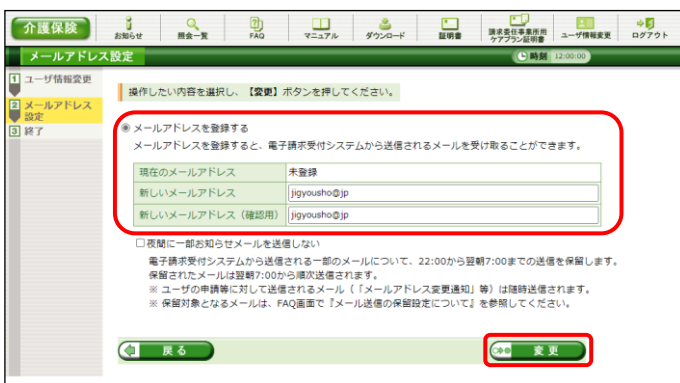 介護保険
お知らせ
照会一覧
FAQ
マニュアル
ダウンロード
証明書
請求委任事業所用
ケアプラン証明書
ユーザ情報変更
ログアウト
メールアドレス設定
時刻 12:00:00
1 ユーザ情報変更
2 メールアドレス
設定
3 終了
操作したい内容を選択し、【変更】ボタンを押してください。
メールアドレスを登録する
メールアドレスを登録すると、電子請求受付システムから送信されるメールを受け取ることができます。
現在のメールアドレス 未登録
新しいメールアドレス jigyousho@jp
新しいメールアドレス（確認用） jigyousho@jp
夜間に一部お知らせメールを送信しない
電子請求受付システムから送信される一部のメールについて、22:00から翌朝7:00までの送信を保留します。
保留されたメールは翌朝7:00から順次送信されます。
※ ユーザの申請等に対して送信されるメール（「メールアドレス変更通知」等）は随時送信されます。
※ 保留対象となるメールは、FAQ画面で『メール送信の保留設定について』を参照してください。
戻る
変更